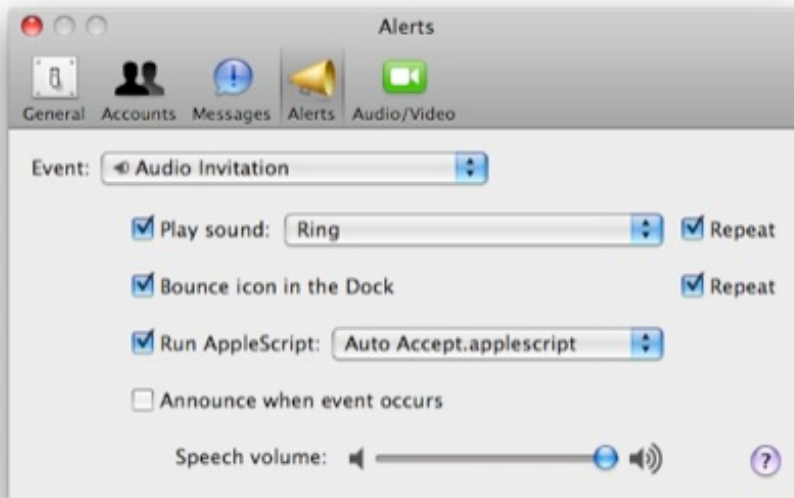 Alerts
General Accounts Messages Alerts Audio/Video
Event: Audio Invitation
Play sound: Ring Repeat
Bounce icon in the Dock Repeat
Run AppleScript: Auto Accept.applescript
Announce when event occurs
Speech volume: ?